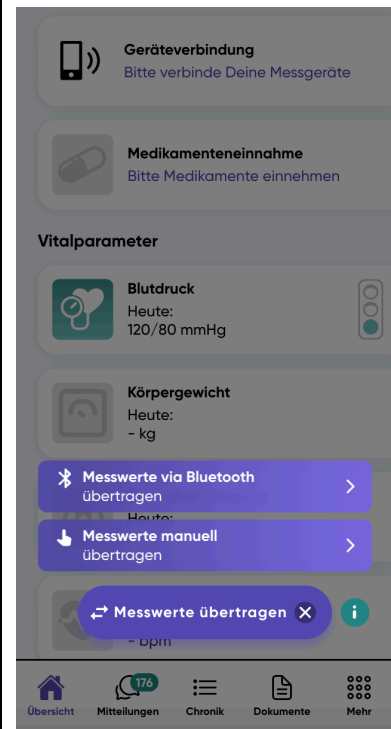 Geräteverbindung
Bitte verbinde Deine Messgeräte
Medikamenteneinnahme
Bitte Medikamente einnehmen
Vitalparameter
Blutdruck
Heute:
120/80 mmHg
Körpergewicht
Heute:
- kg
Messwerte via Bluetooth
übertragen
Heute:
Messwerte manuell
übertragen
Messwerte übertragen
i
- bpm
176
Übersicht
Mitteilungen
Chronik
Dokumente
Mehr